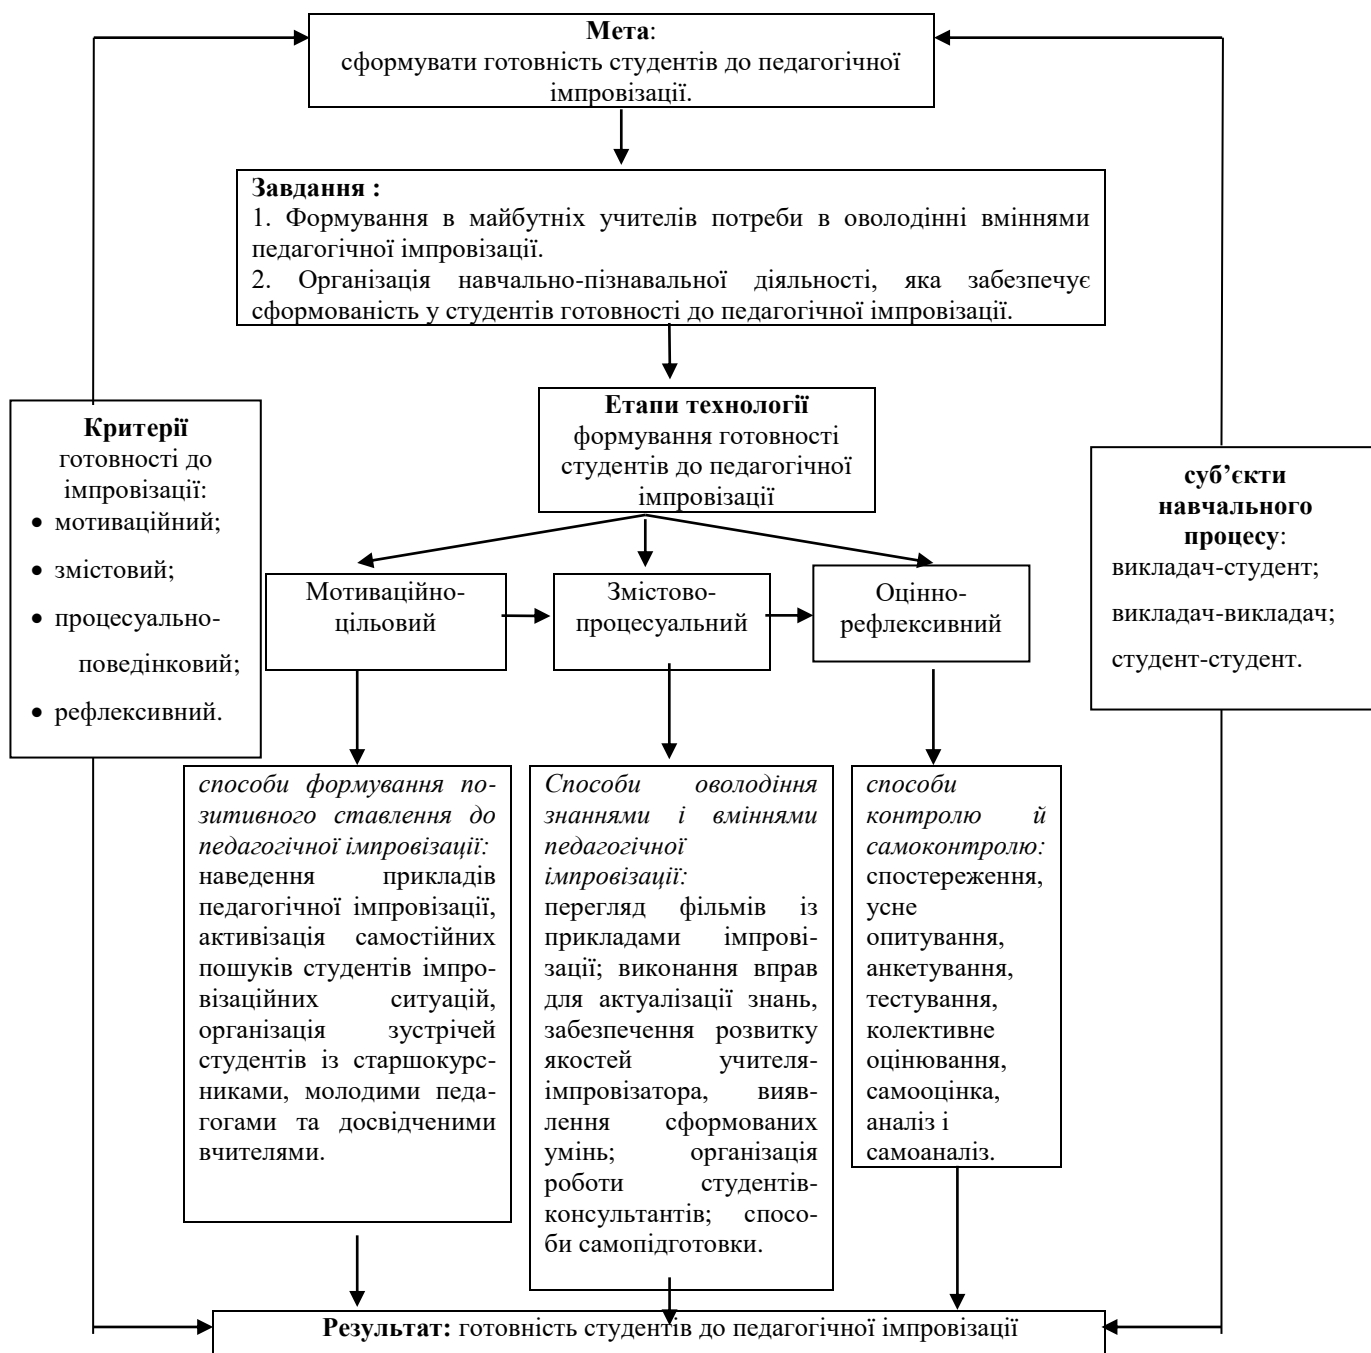 Мета:
сформувати готовність студентів до педагогічної
імпровізації.
Завдання :
1. Формування в майбутніх учителів потреби в оволодінні вміннями
педагогічної імпровізації.
2. Організація навчально-пізнавальної діяльності, яка забезпечує
сформованість у студентів готовності до педагогічної імпровізації.
Етапи технології
формування готовності
студентів до педагогічної
імпровізації
Критерії
готовності до
імпровізації:
• мотиваційний;
• змістовий;
• процесуально-
поведінковий;
• рефлексивний.
суб’єкти
навчального
процесу:
викладач-студент;
викладач-викладач;
студент-студент.
Мотиваційно-
цільовий
Змістово-
процесуальний
Оцінно-
рефлексивний
способи формування по-
зитивного ставлення до
педагогічної імпровізації:
наведення прикладів
педагогічної імпровізації,
активізація самостійних
пошуків студентів імпро-
візаційних ситуацій,
організація зустрічей
студентів із старшокурс-
никами, молодими педа-
гогами та досвідченими
вчителями.
Способи оволодіння
знаннями і вміннями
педагогічної
імпровізації:
перегляд фільмів із
прикладами імпрові-
зації; виконання вправ
для актуалізації знань,
забезпечення розвитку
якостей учителя-
імпровізатора, вияв-
лення сформованих
умінь; організація
роботи студентів-
консультантів; спосо-
би самопідготовки.
способи
контролю й
самоконтролю:
спостереження,
усне
опитування,
анкетування,
тестування,
колективне
оцінювання,
самооцінка,
аналіз і
самоаналіз.
Результат: готовність студентів до педагогічної імпровізації